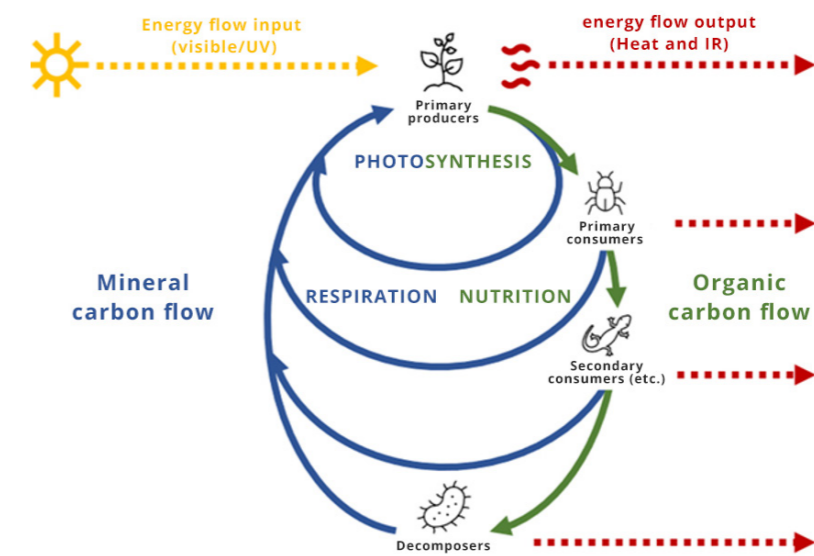 Energy flow input
(visible/UV)
energy flow output
(Heat and IR)
Primary
producers
PHOTOSYNTHESIS
Primary
consumers
Mineral
carbon flow
RESPIRATION NUTRITION
Organic
carbon flow
Secondary
consumers (etc.)
Decomposers